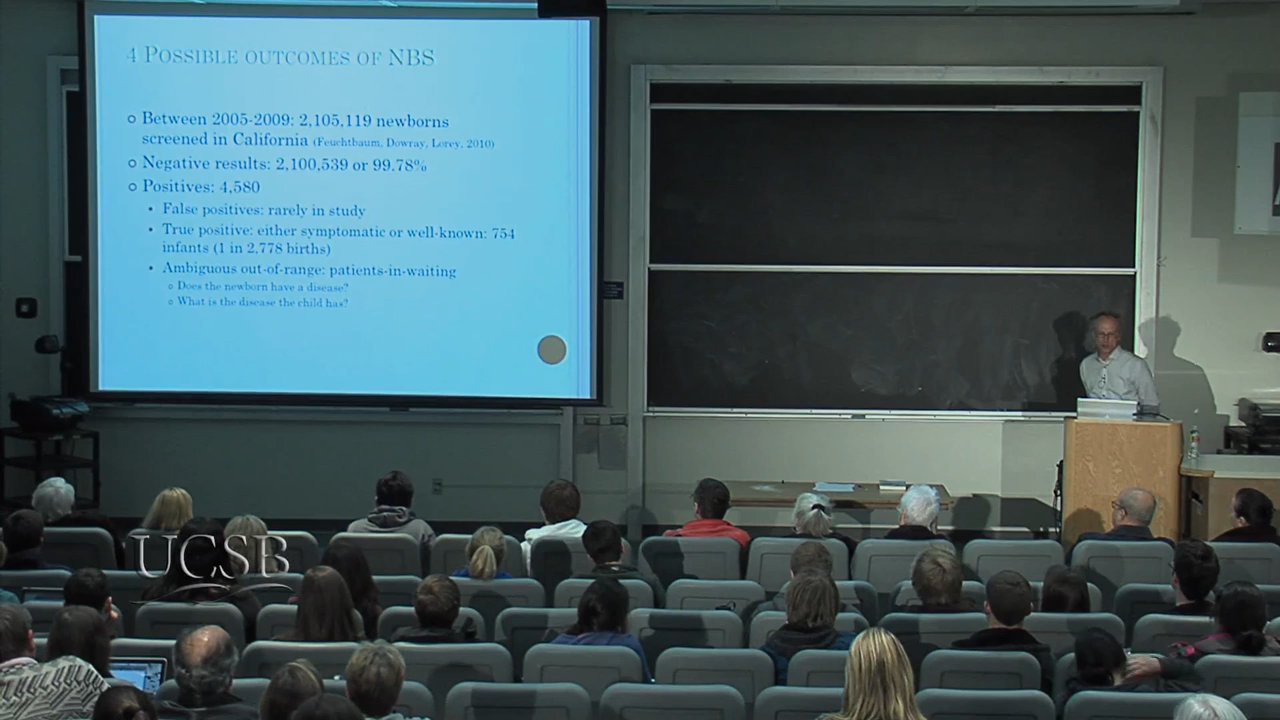 4 POSSIBLE OUTCOMES OF NBS
Between 2005-2009: 2,105,119 newborns
screened in California (Feuchtbaum, Dowray, Lorey, 2010)
Negative results: 2,100,539 or 99.78%
Positives: 4,580
False positives: rarely in study
True positive: either symptomatic or well-known: 754
infants (1 in 2,778 births)
Ambiguous out-of-range: patients-in-waiting
Does the newborn have a disease?
What is the disease the child has?
UCSB